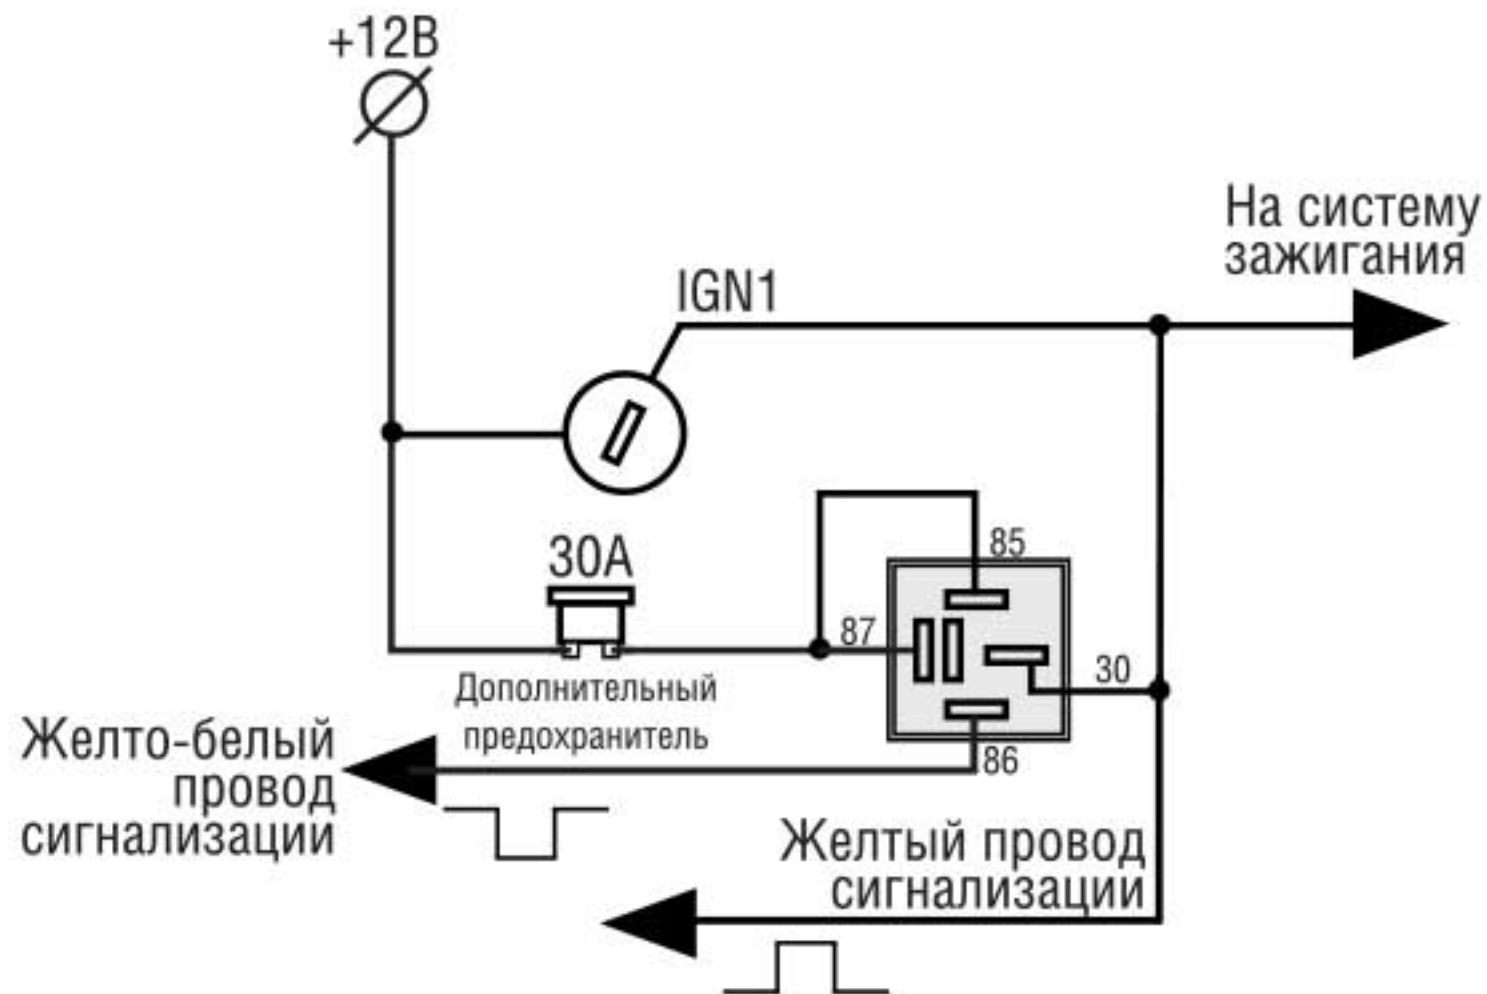 +12В
На систему
зажигания
IGN1
30А
85
87
30
Дополнительный
предохранитель
86
Желто-белый
провод
сигнализации
Желтый провод
сигнализации